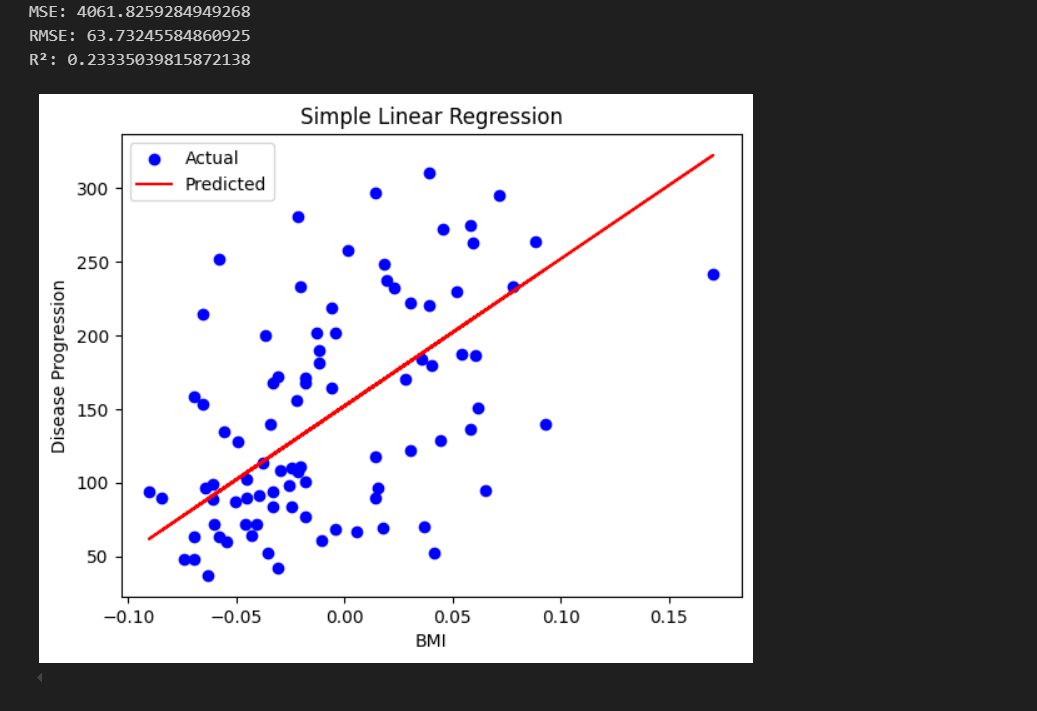 MSE: 4061.8259284949268
RMSE: 63.73245584860925
R²: 0.23335039815872138
Simple Linear Regression
Actual
Predicted
300
250
200
150
100
50
Disease Progression
−0.10 −0.05 0.00 0.05 0.10 0.15
BMI